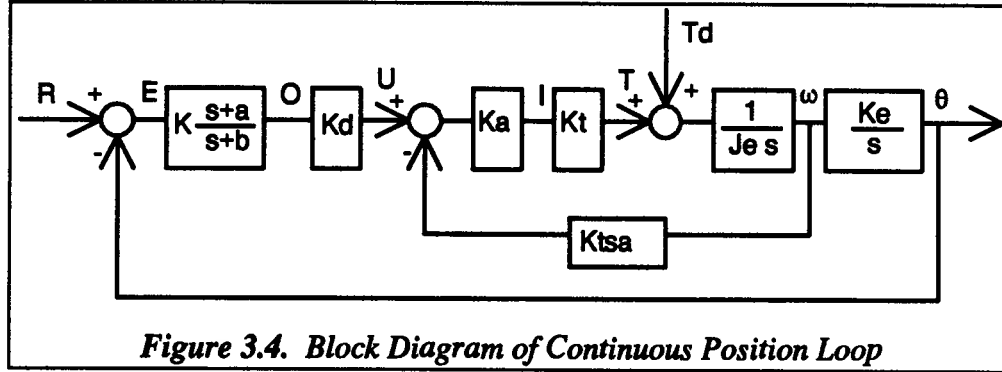 Td
R + E K s+a/s+b O Kd U + Ka I Kt T + + 1/Je s ω Ke/s θ
- -
Ktsa
Figure 3.4. Block Diagram of Continuous Position Loop